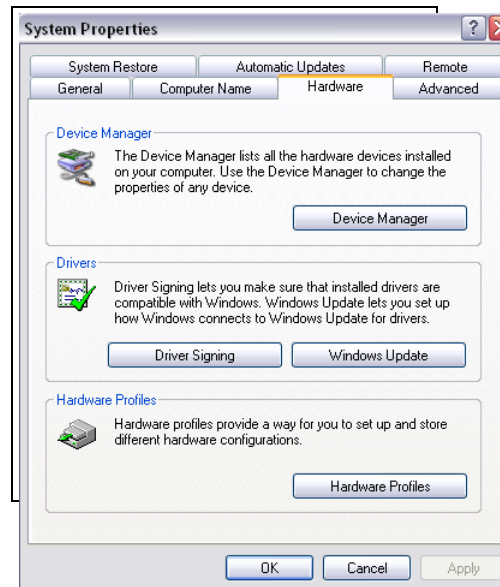 System Properties
?
System Restore Automatic Updates Remote
General Computer Name Hardware Advanced
Device Manager
The Device Manager lists all the hardware devices installed
on your computer. Use the Device Manager to change the
properties of any device.
Device Manager
Drivers
Driver Signing lets you make sure that installed drivers are
compatible with Windows. Windows Update lets you set up
how Windows connects to Windows Update for drivers.
Driver Signing Windows Update
Hardware Profiles
Hardware profiles provide a way for you to set up and store
different hardware configurations.
Hardware Profiles
OK Cancel Apply